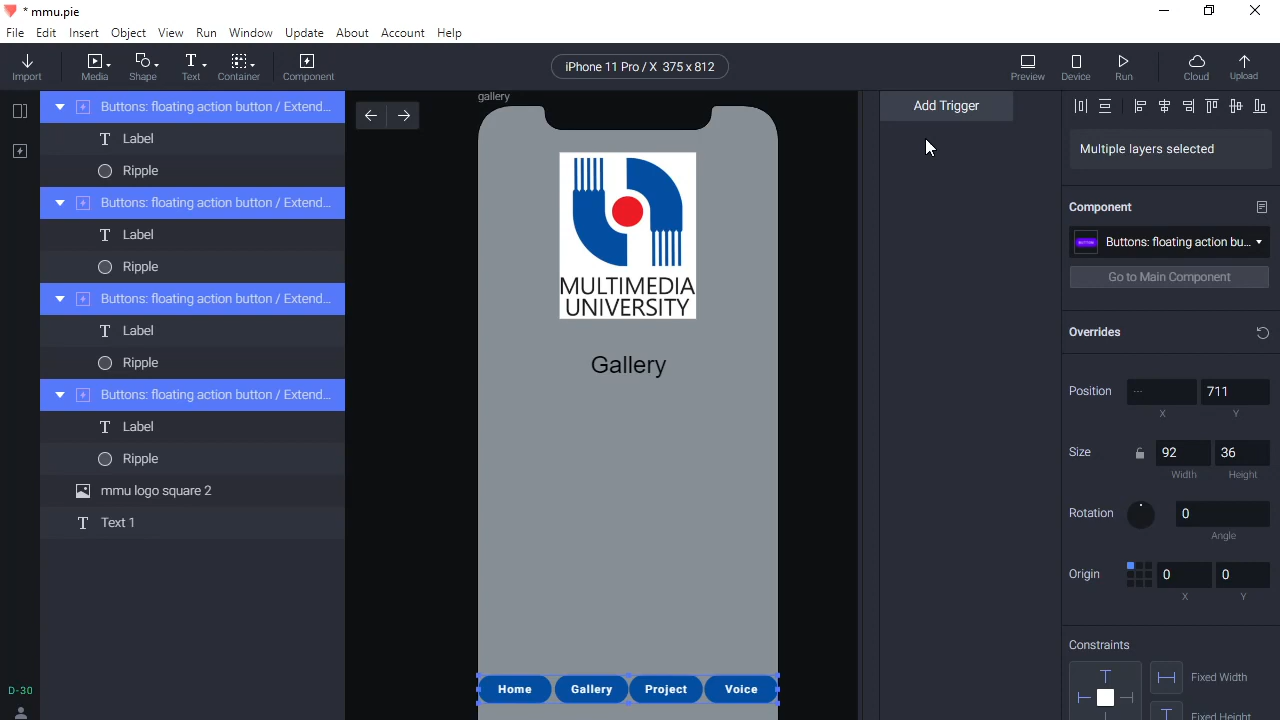 * mmu.pie
File Edit Insert Object View Run Window Update About Account Help
Import Media Shape Text Container Component
iPhone 11 Pro / X 375 x 812
Preview Device Run Cloud Upload
Buttons: floating action button / Extend...
Label
Ripple
Buttons: floating action button / Extend...
Label
Ripple
Buttons: floating action button / Extend...
Label
Ripple
Buttons: floating action button / Extend...
Label
Ripple
mmu logo square 2
Text 1
D-30
gallery
MULTIMEDIA
UNIVERSITY
Gallery
Home Gallery Project Voice
Add Trigger
Multiple layers selected
Component
Buttons: floating action bu...
Go to Main Component
Overrides
Position --- 711
X Y
Size 92 36
Width Height
Rotation 0
Angle
Origin 0 0
X Y
Constraints
Fixed Width
Fixed Height